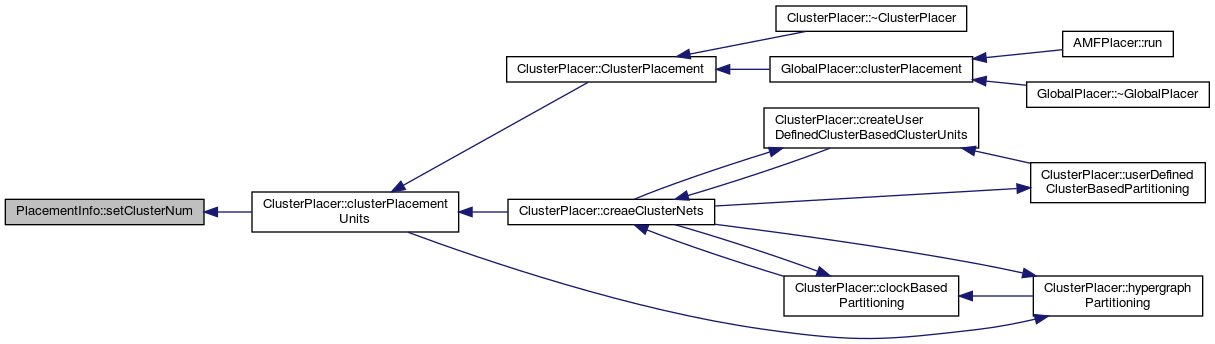 ClusterPlacer::~ClusterPlacer
AMFPlacer::run
ClusterPlacer::ClusterPlacement
GlobalPlacer::clusterPlacement
GlobalPlacer::~GlobalPlacer
ClusterPlacer::createUser
DefinedClusterBasedClusterUnits
ClusterPlacer::userDefined
ClusterBasedPartitioning
PlacementInfo::setClusterNum
ClusterPlacer::clusterPlacement
Units
ClusterPlacer::creaeClusterNets
ClusterPlacer::clockBased
Partitioning
ClusterPlacer::hypergraph
Partitioning